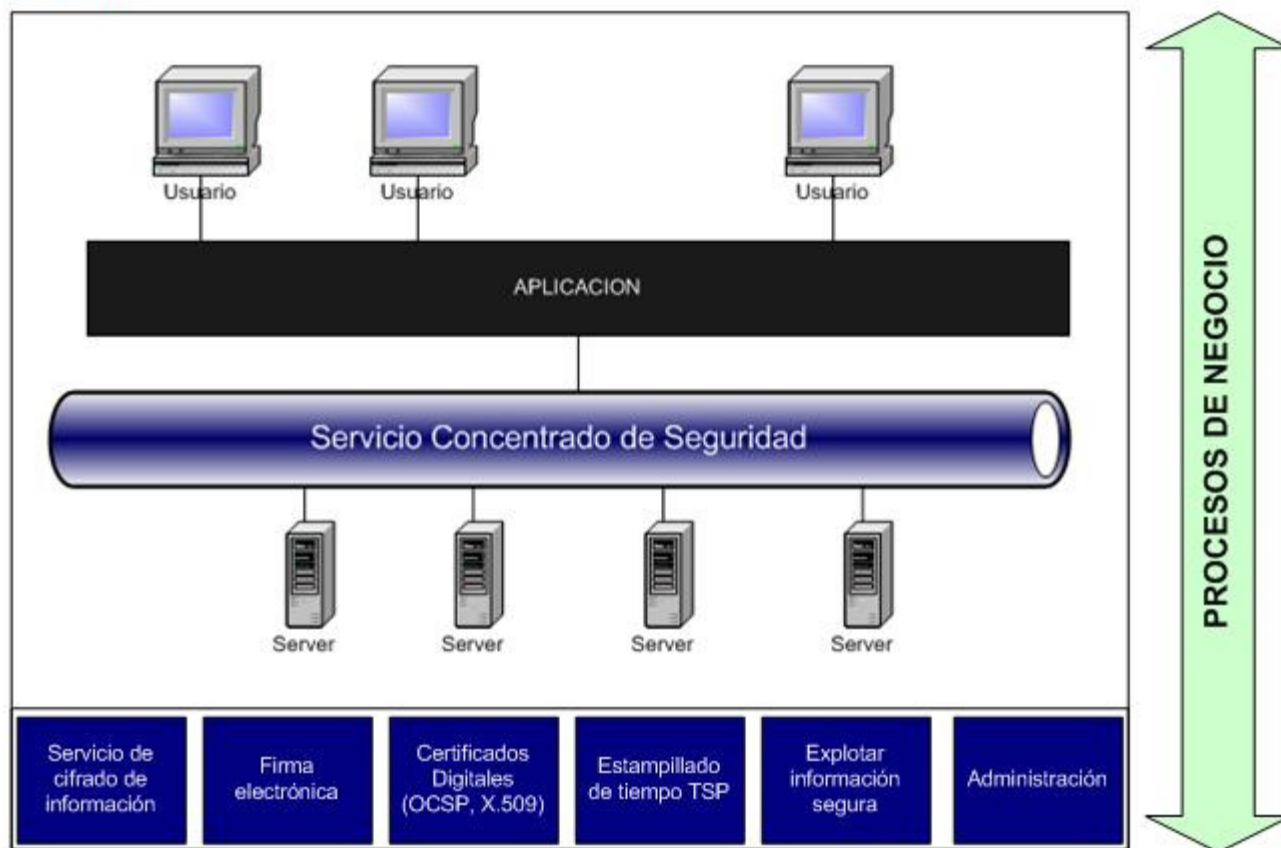 Usuario
Usuario
Usuario
APLICACION
Servicio Concentrado de Seguridad
Server
Server
Server
Server
Servicio de
cifrado de
información
Firma
electrónica
Certificados
Digitales
(OCSP, X.509)
Estampillado
de tiempo TSP
Explotar
información
segura
Administración
PROCESOS DE NEGOCIO